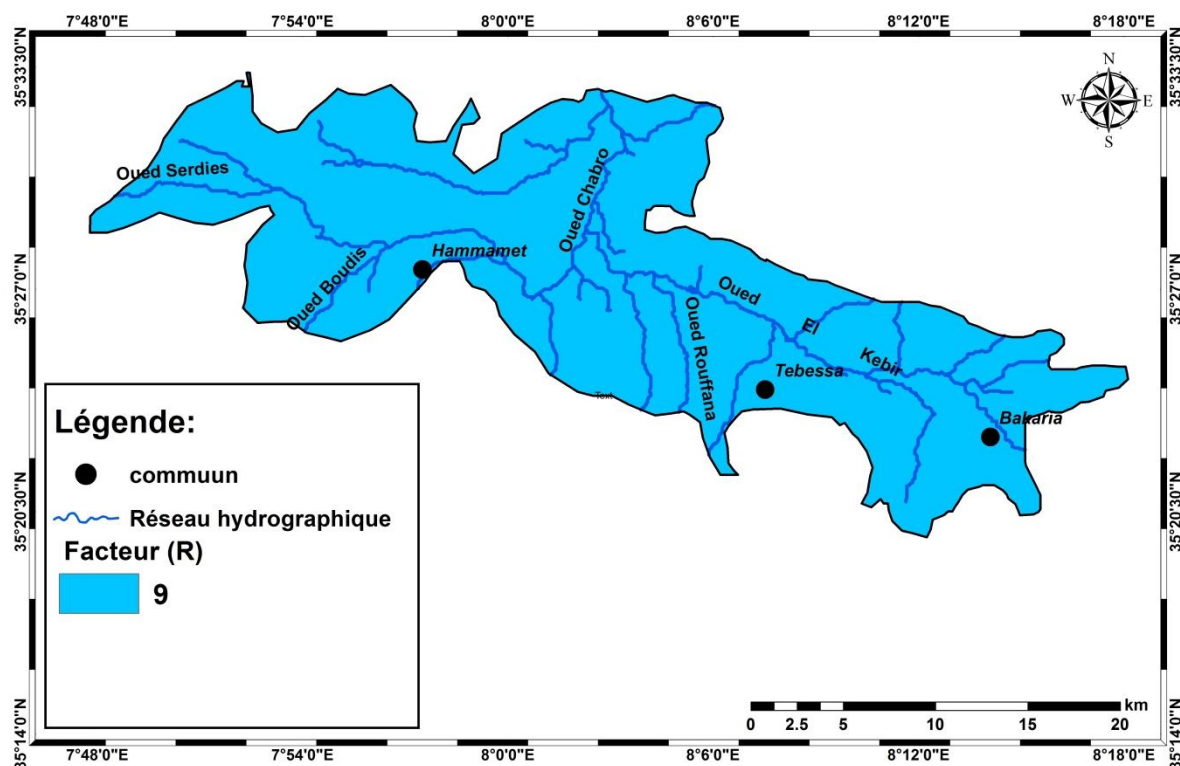 7°48'0"E 7°54'0"E 8°0'0"E 8°6'0"E 8°12'0"E 8°18'0"E
35°33'30"N 35°33'30"N
N
W E
S
Oued Serdies
Oued Chabro
Hammamet
Oued Boudis
35°27'0"N 35°27'0"N
Oued El Kebir
Oued Rouffana
Tebessa
Text
Bakaria
Légende:
commuun
Réseau hydrographique
Facteur (R)
9
35°20'30"N 35°20'30"N
km
0 2.5 5 10 15 20
35°14'0"N 35°14'0"N
7°48'0"E 7°54'0"E 8°0'0"E 8°6'0"E 8°12'0"E 8°18'0"E